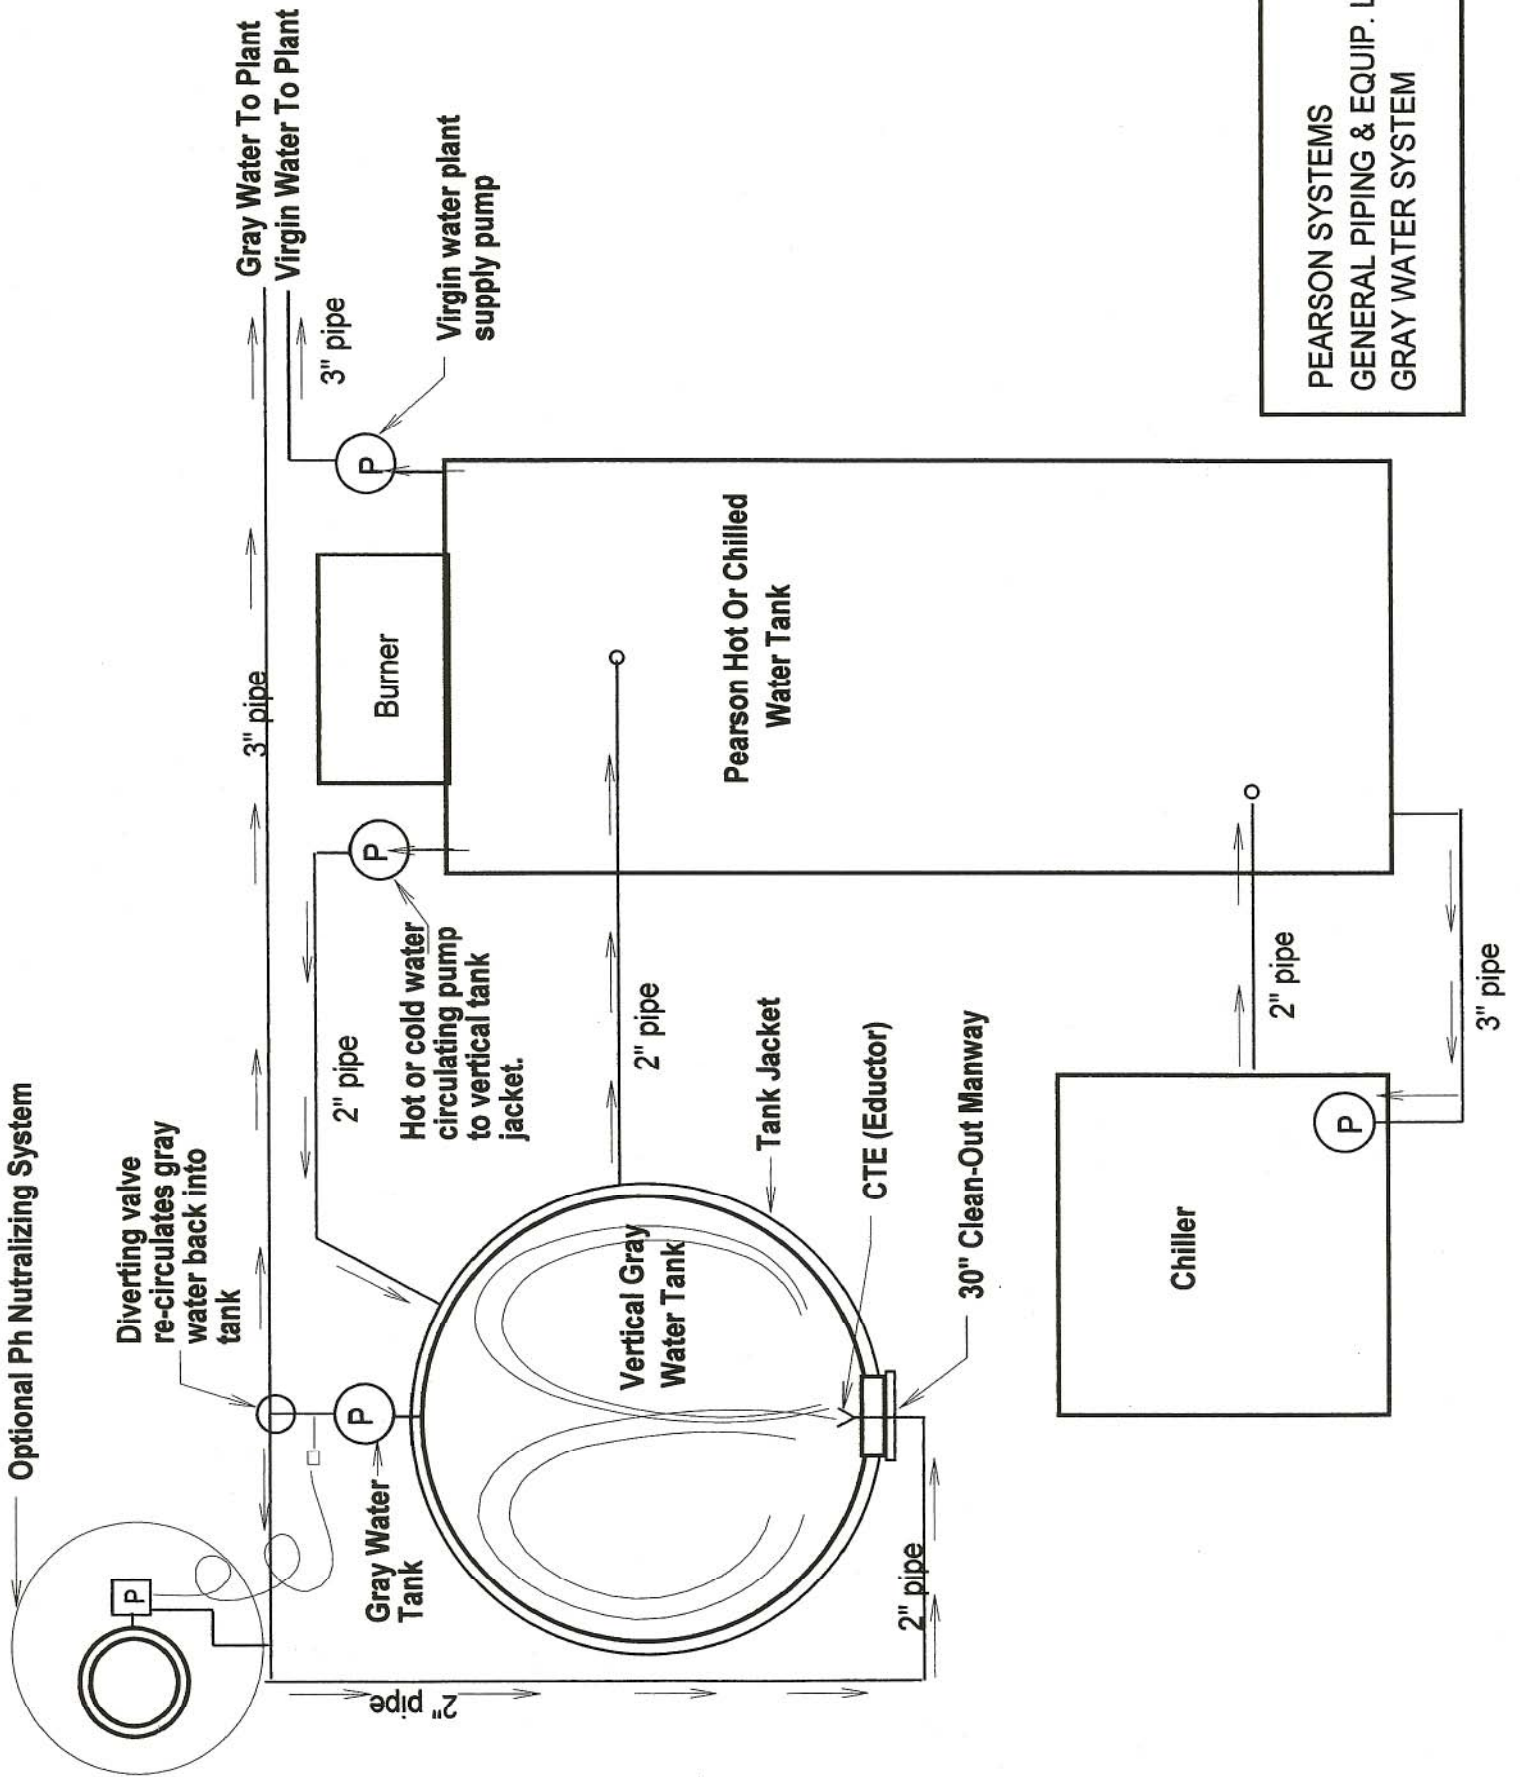 Optional Ph Nutralizing System
Diverting valve
re-circulates gray
water back into
tank
Gray Water To Plant
Virgin Water To Plant
3" pipe
3" pipe
P
Gray Water
Tank
P
2" pipe
Hot or cold water
circulating pump
to vertical tank
jacket.
P
Burner
P
Virgin water plant
supply pump
2" pipe
Vertical Gray
Water Tank
2" pipe
Pearson Hot Or Chilled
Water Tank
Tank Jacket
CTE (Eductor)
30" Clean-Out Manway
2" pipe
Chiller
P
2" pipe
3" pipe
PEARSON SYSTEMS
GENERAL PIPING & EQUIP. L
GRAY WATER SYSTEM